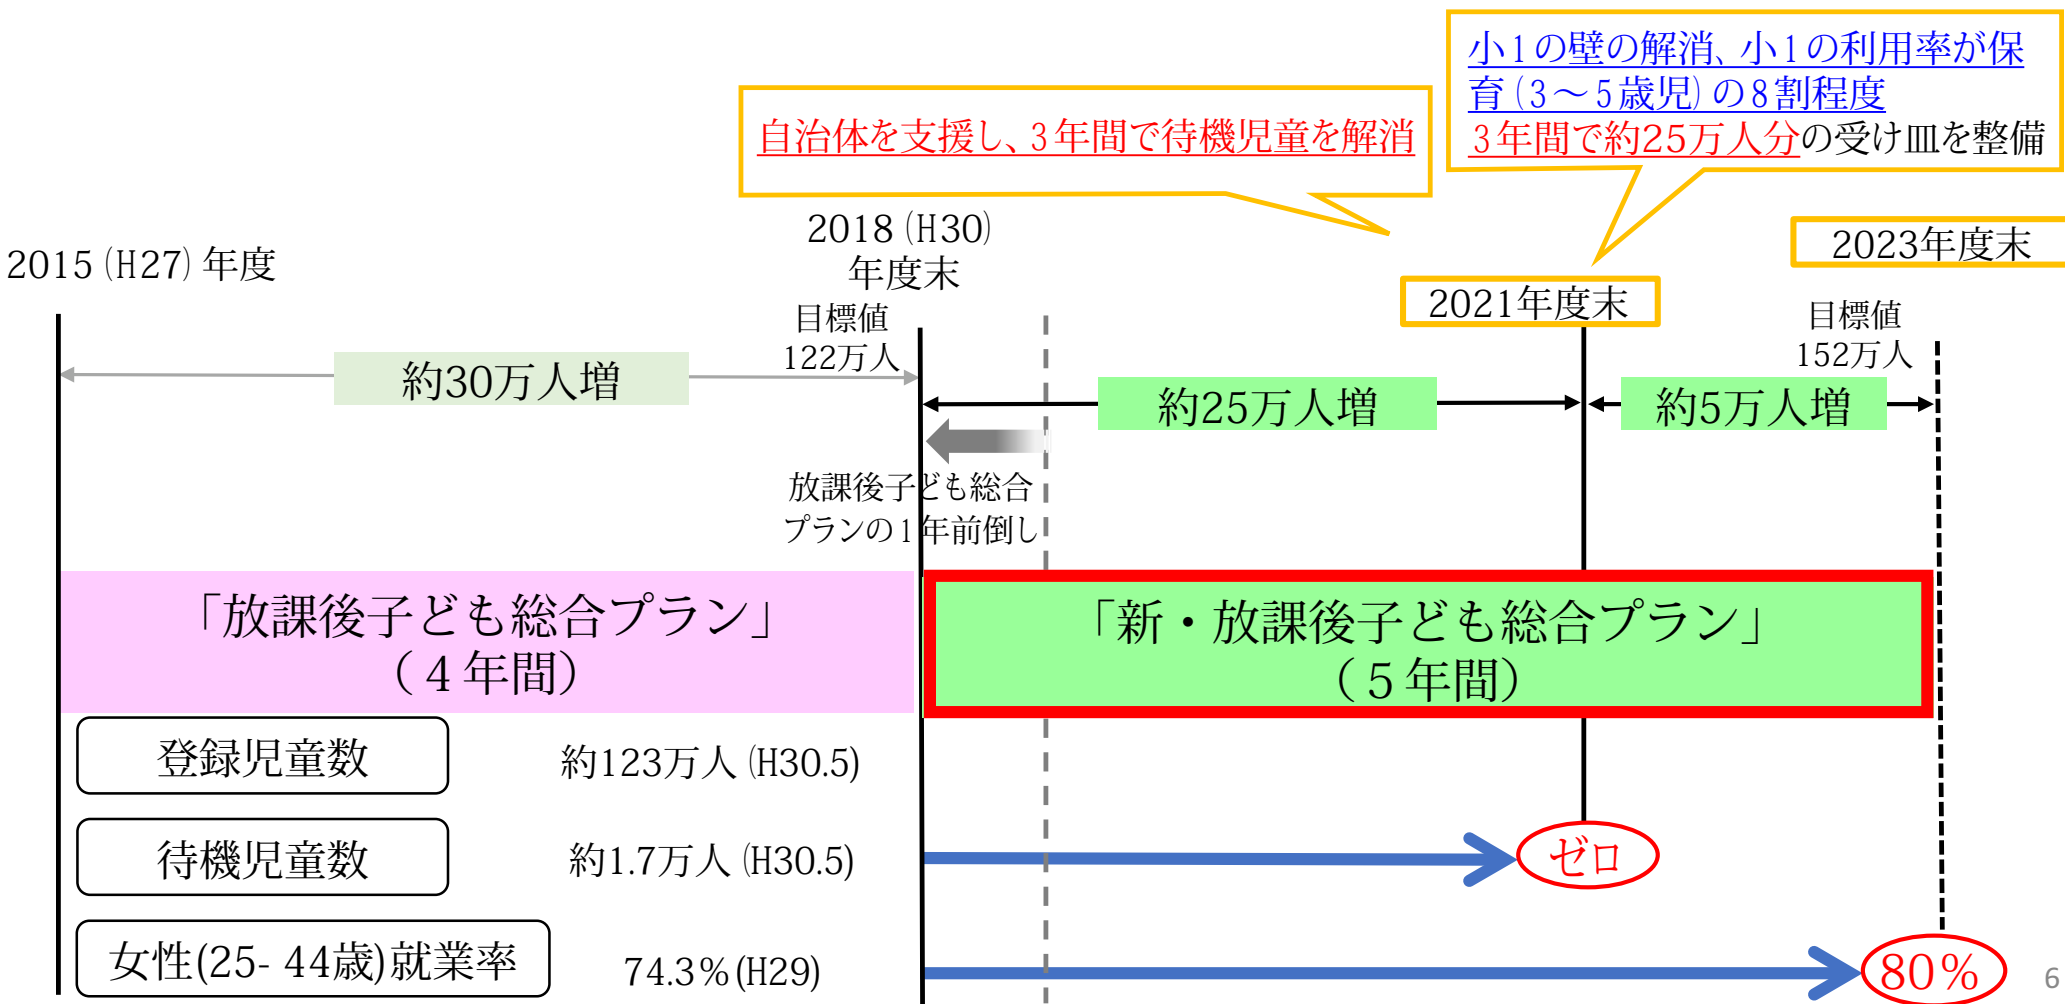 小1の壁の解消、小1の利用率が保
育(3～5歳児)の8割程度
3年間で約25万人分の受け皿を整備
自治体を支援し、3年間で待機児童を解消
2015(H27)年度
2018(H30)
年度末
目標値
122万人
2021年度末
2023年度末
目標値
152万人
約30万人増
約25万人増
約5万人増
放課後子ども総合
プランの1年前倒し
「放課後子ども総合プラン」
（４年間）
「新・放課後子ども総合プラン」
（５年間）
登録児童数
約123万人(H30.5)
待機児童数
約1.7万人(H30.5)
ゼロ
女性(25-44歳)就業率
74.3%(H29)
80%
6